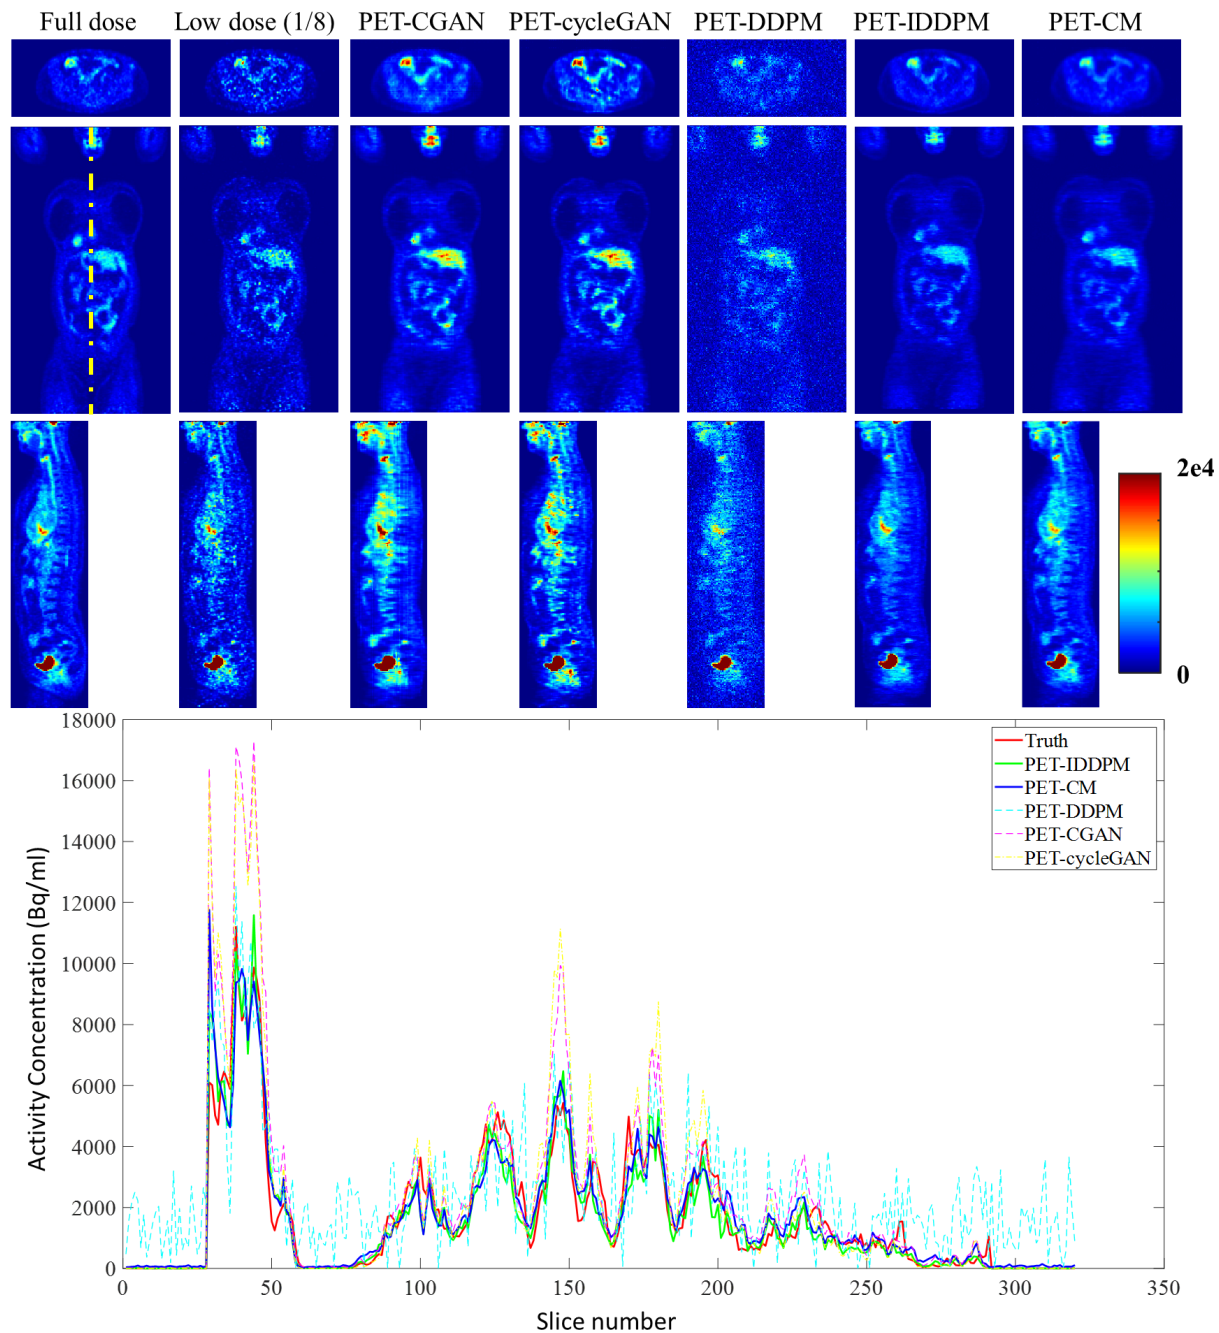 Full dose Low dose (1/8) PET-CGAN PET-cycleGAN PET-DDPM PET-IDDPM PET-CM
2e4
0
18000
16000
14000
12000
10000
8000
6000
4000
2000
0
Activity Concentration (Bq/ml)
Truth
PET-IDDPM
PET-CM
PET-DDPM
PET-CGAN
PET-cycleGAN
0 50 100 150 200 250 300 350
Slice number